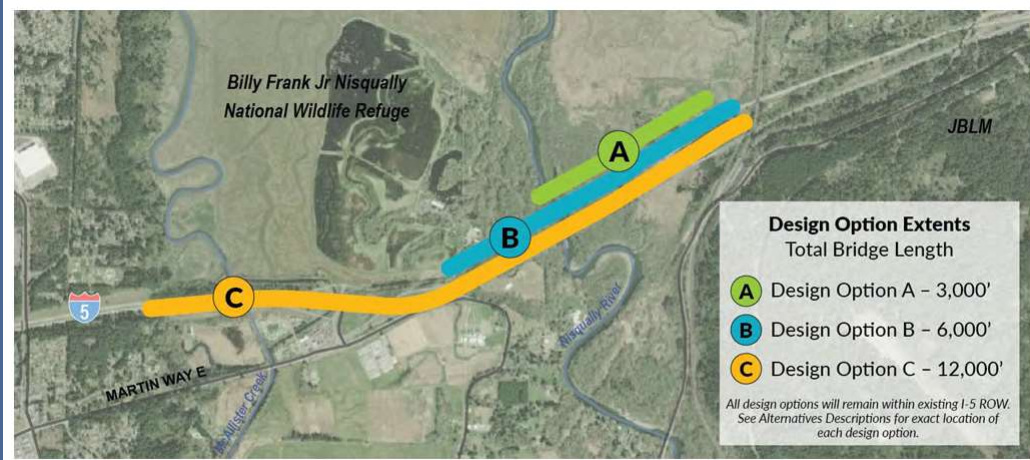 Billy Frank Jr Nisqually
National Wildlife Refuge
JBLM
A
B
C
5
MARTIN WAY E
McAllister Creek
Nisqually River
Design Option Extents
Total Bridge Length
A Design Option A – 3,000’
B Design Option B – 6,000’
C Design Option C – 12,000’
All design options will remain within existing I-5 ROW.
See Alternatives Descriptions for exact location of
each design option.